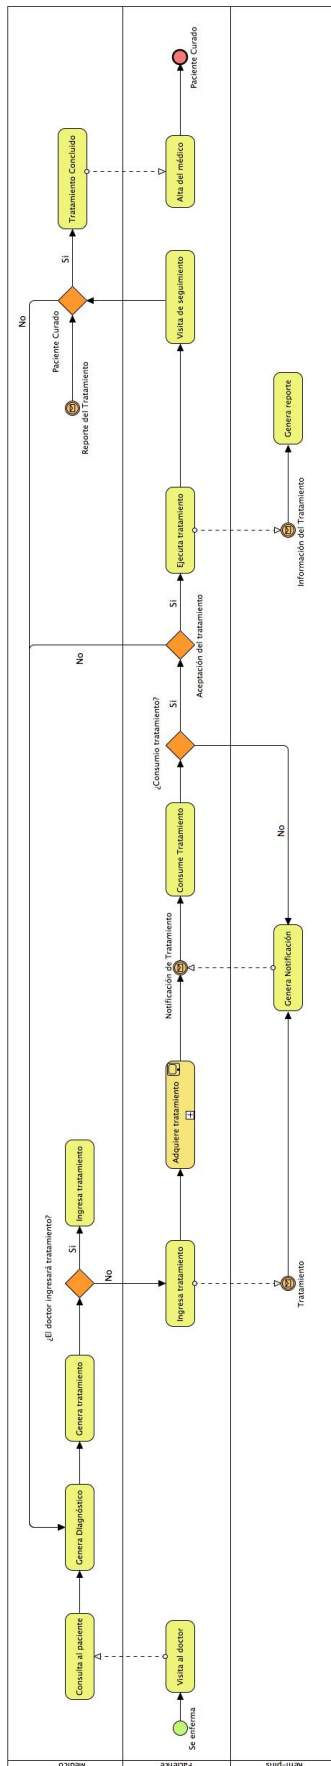 Médico
Consulta al paciente
Genera Diagnóstico
Genera tratamiento
¿El doctor ingresará tratamiento?
Si
Ingresa tratamiento
No
No
Reporte del Tratamiento
Paciente Curado
No
Si
Tratamiento Concluido
Paciente
Se enferma
Visita al doctor
Ingresa tratamiento
Adquiere tratamiento
Notificación de Tratamiento
Consume Tratamiento
¿Consumio tratamiento?
Si
Aceptación del tratamiento
Si
Ejecuta tratamiento
Visita de seguimiento
Alta del médico
Paciente Curado
Tratamiento
Genera Notificación
No
Información del Tratamiento
Genera reporte